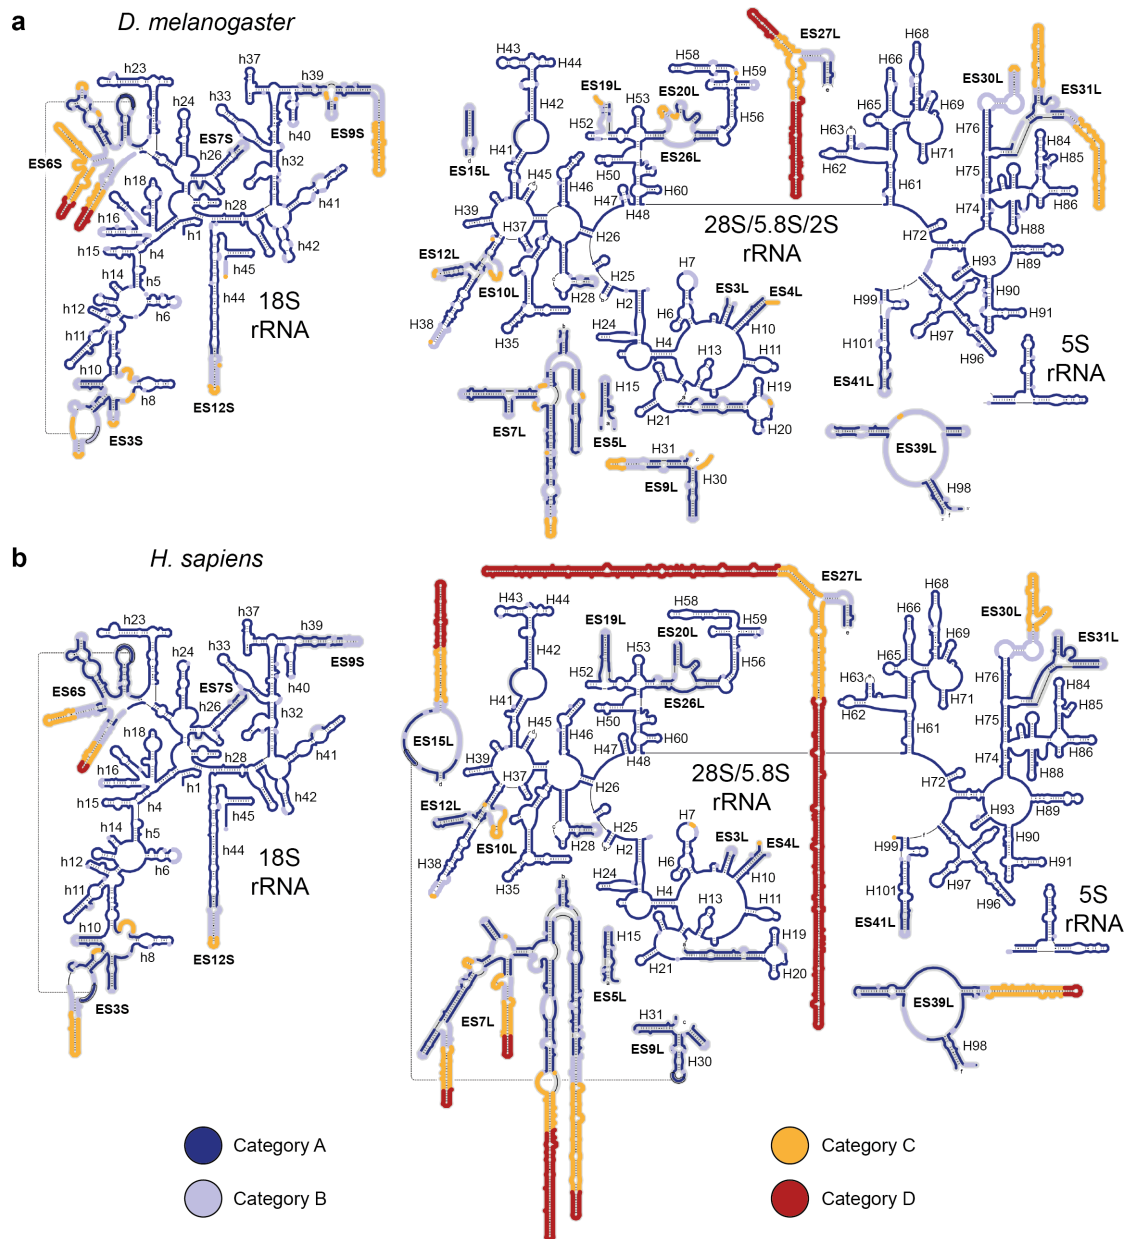 a
D. melanogaster
h23
h37
h39
h24
h33
h40
ES9S
ES7S
h26
h32
ES6S
h18
h28
h41
h16
h1
h15
h4
h42
h45
h14
h5
h44
18S
rRNA
h12
h6
h11
h10
h8
ES12S
ES3S
H43
H44
H42
ES15L
H41
H45
H39
H37
H46
ES12L
ES10L
H38
H35
H28
H26
H25
H2
H24
H58
H59
ES19L
ES20L
H53
H52
H56
ES26L
H50
H60
H47
H48
ES27L
28S/5.8S/2S
rRNA
H7
ES3L
ES4L
H6
H10
H4
H13
H11
H15
H19
H21
H20
ES7L
ES5L
H31
ES9L
H30
H68
H66
H65
H69
H63
H71
H62
H61
H72
ES30L
ES31L
H76
H84
H85
H75
H86
H74
H88
H93
H89
H99
H90
H91
H101
H97
H96
ES41L
5S
rRNA
ES39L
H98
b
H. sapiens
h23
h37
h39
h24
h33
ES9S
ES6S
ES7S
h26
h40
h32
h18
h28
h41
h16
h1
h15
h4
h42
h45
h14
h5
h44
18S
rRNA
h12
h6
h11
h10
h8
ES12S
ES3S
H43
H44
H42
H41
H45
ES15L
H39
H37
H46
ES12L
ES10L
H38
H35
H28
H26
H25
H2
H24
H58
H59
ES19L
ES20L
H53
H52
H56
ES26L
H50
H60
H47
H48
ES27L
28S/5.8S
rRNA
H7
ES3L
ES4L
H6
H10
H4
H13
H11
H15
H19
H21
H20
ES7L
ES5L
H31
ES9L
H30
H68
H66
H65
H69
H63
H71
H62
H61
H72
ES30L
ES31L
H76
H84
H85
H75
H86
H74
H88
H93
H89
H99
H90
H91
H101
H97
H96
ES41L
5S
rRNA
ES39L
H98
Category A
Category C
Category B
Category D